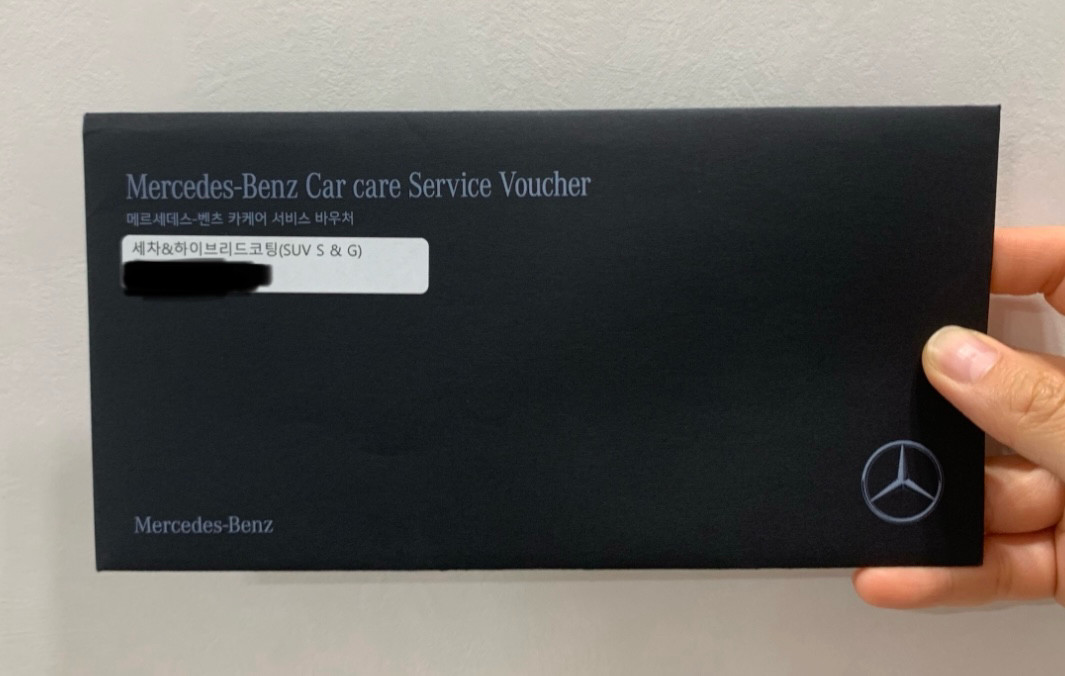 Mercedes-Benz Car care Service Voucher
메르세데스-벤츠 카케어 서비스 바우처
세차&하이브리드코팅(SUV S & G)
Mercedes-Benz